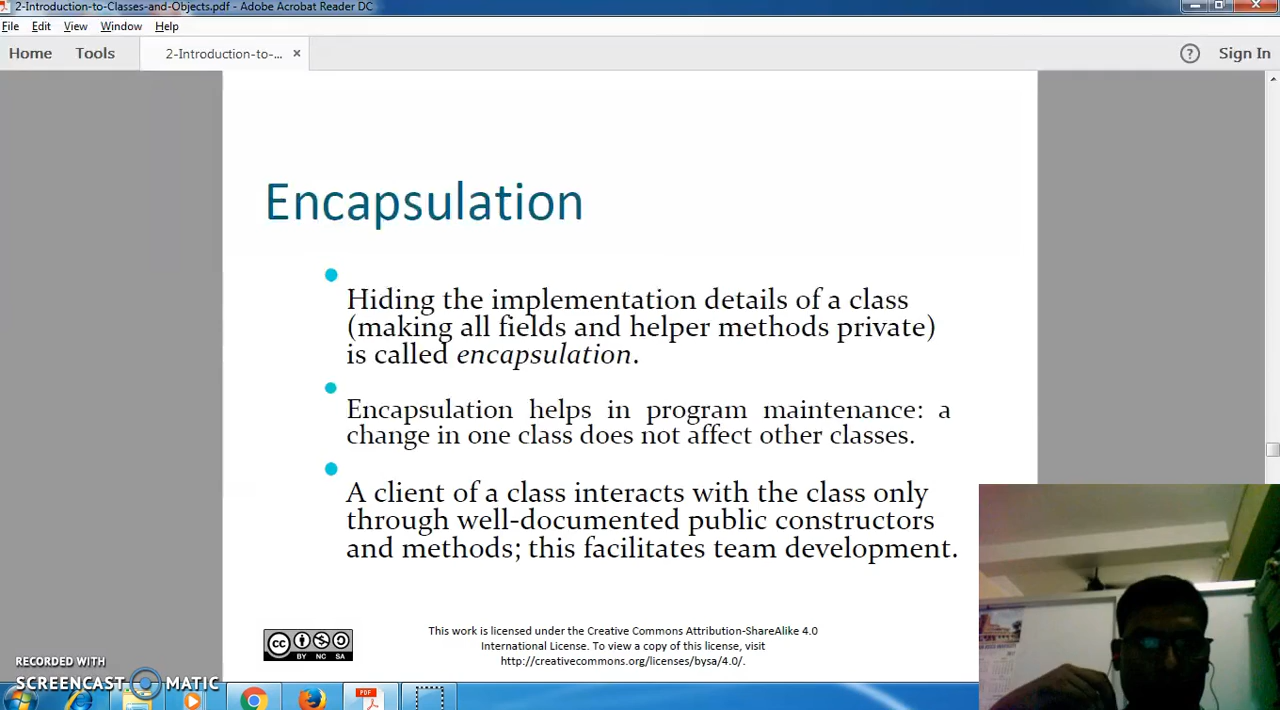 2-Introduction-to-Classes-and-Objects.pdf - Adobe Acrobat Reader DC
File Edit View Window Help
Home Tools 2-Introduction-to-... × ? Sign In
Encapsulation
Hiding the implementation details of a class
(making all fields and helper methods private)
is called encapsulation.
Encapsulation helps in program maintenance: a
change in one class does not affect other classes.
A client of a class interacts with the class only
through well-documented public constructors
and methods; this facilitates team development.
cc
BY NC SA
This work is licensed under the Creative Commons Attribution-ShareAlike 4.0
International License. To view a copy of this license, visit
http://creativecommons.org/licenses/bysa/4.0/.
RECORDED WITH
SCREENCAST MATIC
PDF